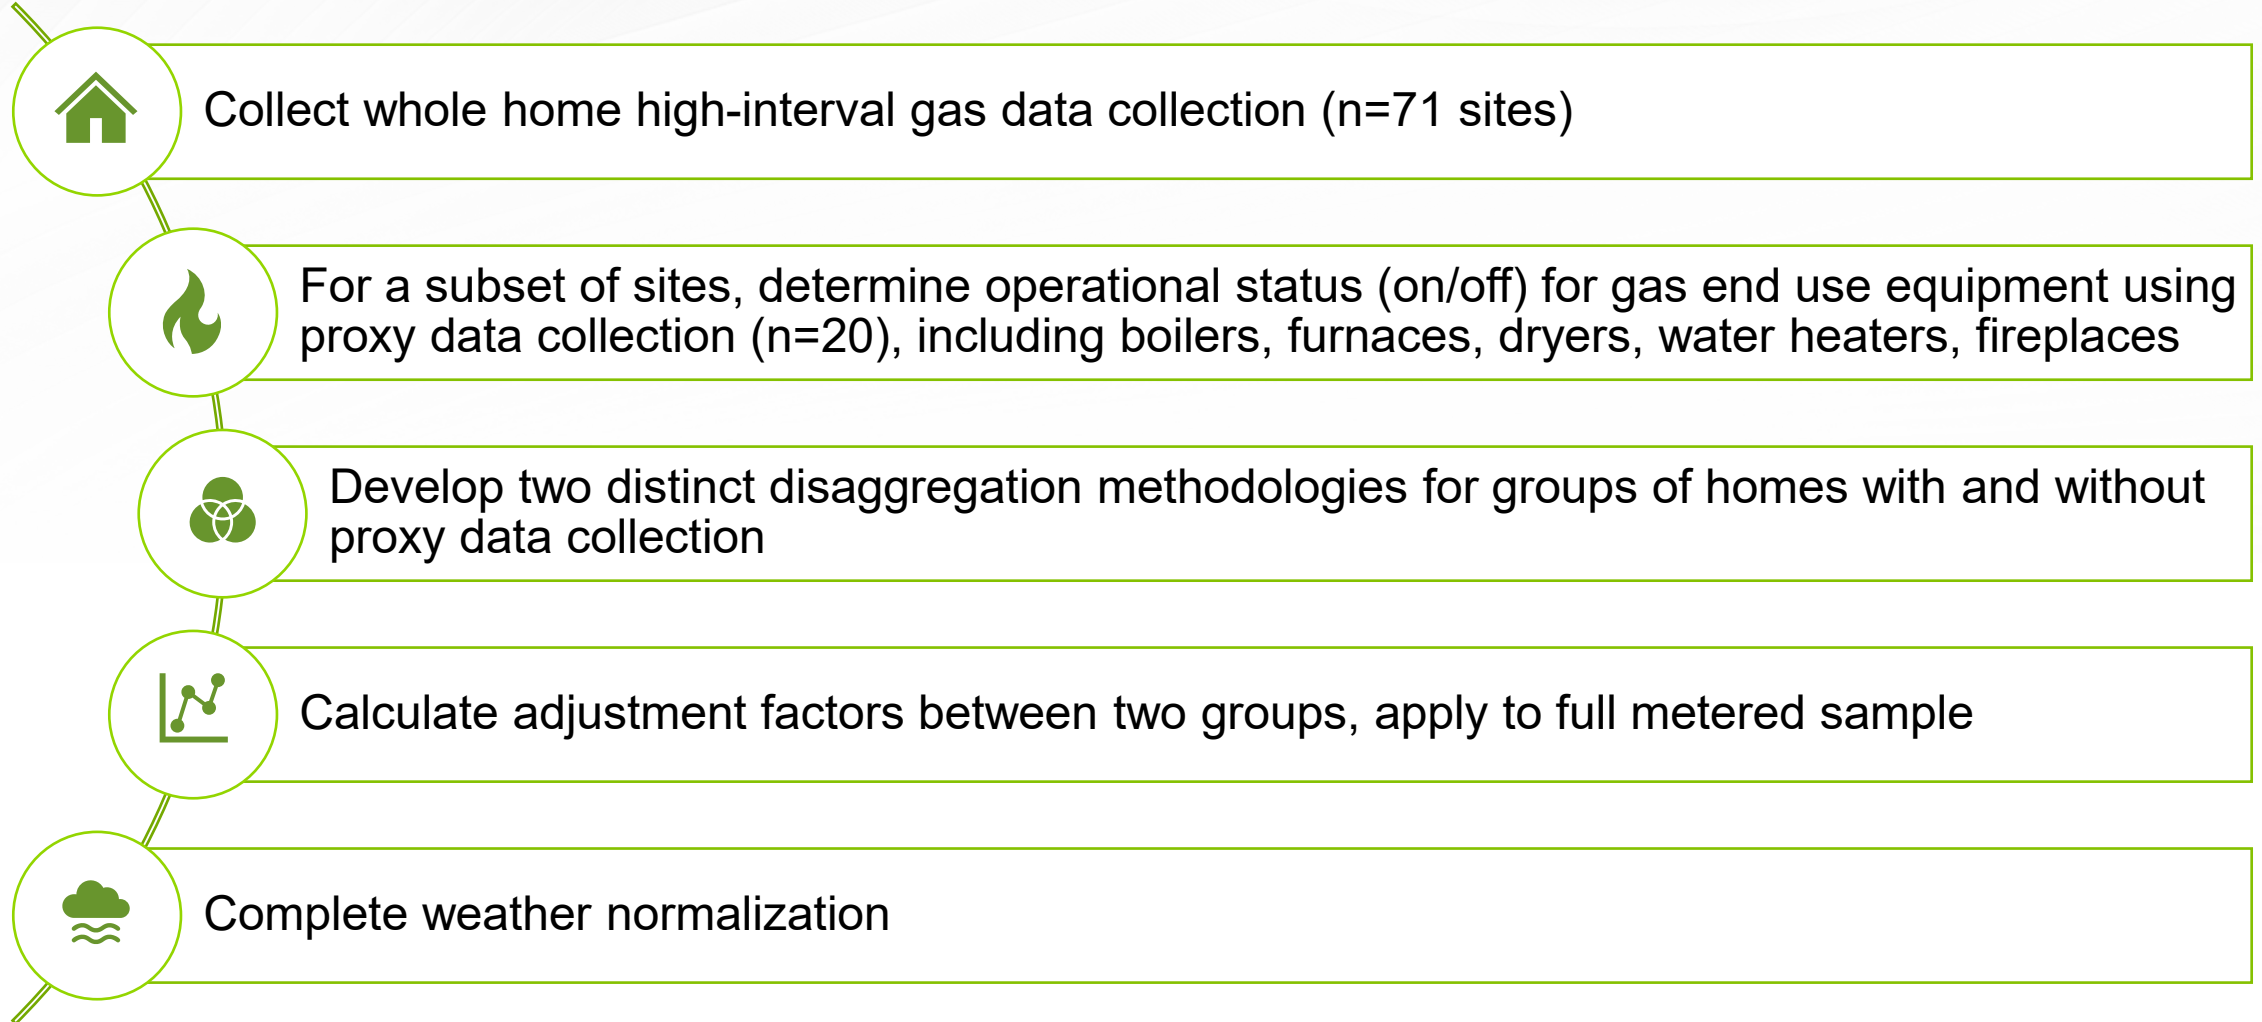 Collect whole home high-interval gas data collection (n=71 sites)
For a subset of sites, determine operational status (on/off) for gas end use equipment using
proxy data collection (n=20), including boilers, furnaces, dryers, water heaters, fireplaces
Develop two distinct disaggregation methodologies for groups of homes with and without
proxy data collection
Calculate adjustment factors between two groups, apply to full metered sample
Complete weather normalization